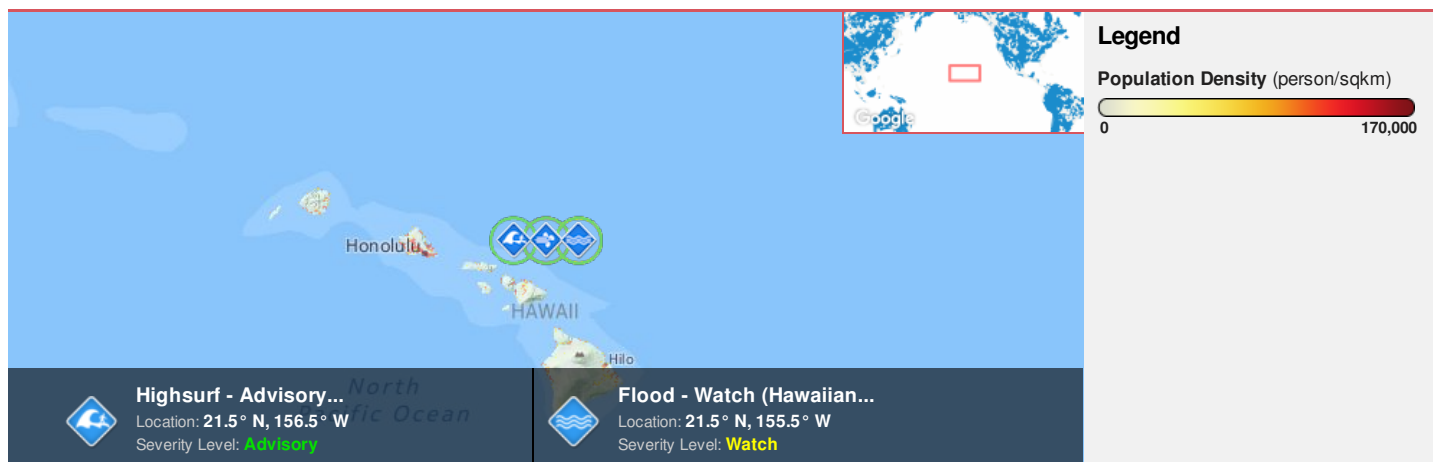 Google
Legend
Population Density (person/sqkm)
0 170,000
Honolulu
HAWAII
Hilo
North
Pacific Ocean
Highsurf - Advisory...
Location: 21.5° N, 156.5° W
Severity Level: Advisory
Flood - Watch (Hawaiian...
Location: 21.5° N, 155.5° W
Severity Level: Watch